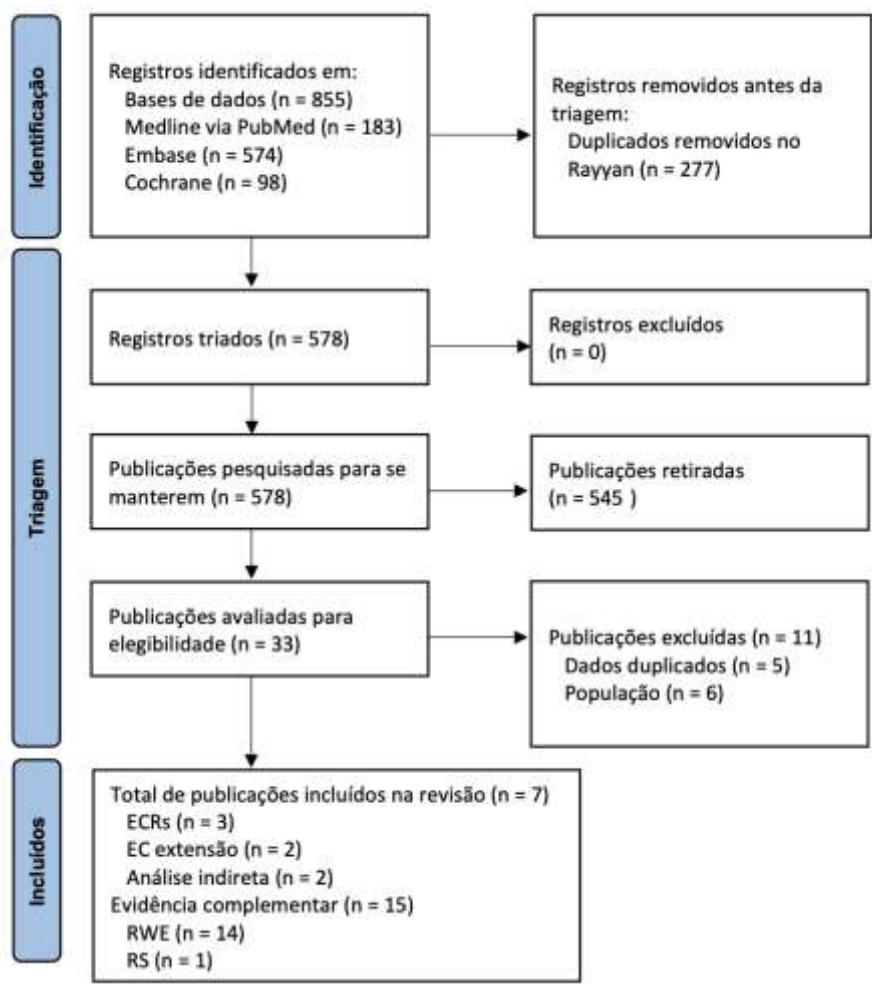 Identificação
Registros identificados em:
Bases de dados (n = 855)
Medline via PubMed (n = 183)
Embase (n = 574)
Cochrane (n = 98)
Registros removidos antes da
triagem:
Duplicados removidos no
Rayyan (n = 277)
Triagem
Registros triados (n = 578)
Registros excluídos
(n = 0)
Publicações pesquisadas para se
manterem (n = 578)
Publicações retiradas
(n = 545 )
Publicações avaliadas para
elegibilidade (n = 33)
Publicações excluídas (n = 11)
Dados duplicados (n = 5)
População (n = 6)
Incluídos
Total de publicações incluídos na revisão (n = 7)
ECRs (n = 3)
EC extensão (n = 2)
Análise indireta (n = 2)
Evidência complementar (n = 15)
RWE (n = 14)
RS (n = 1)